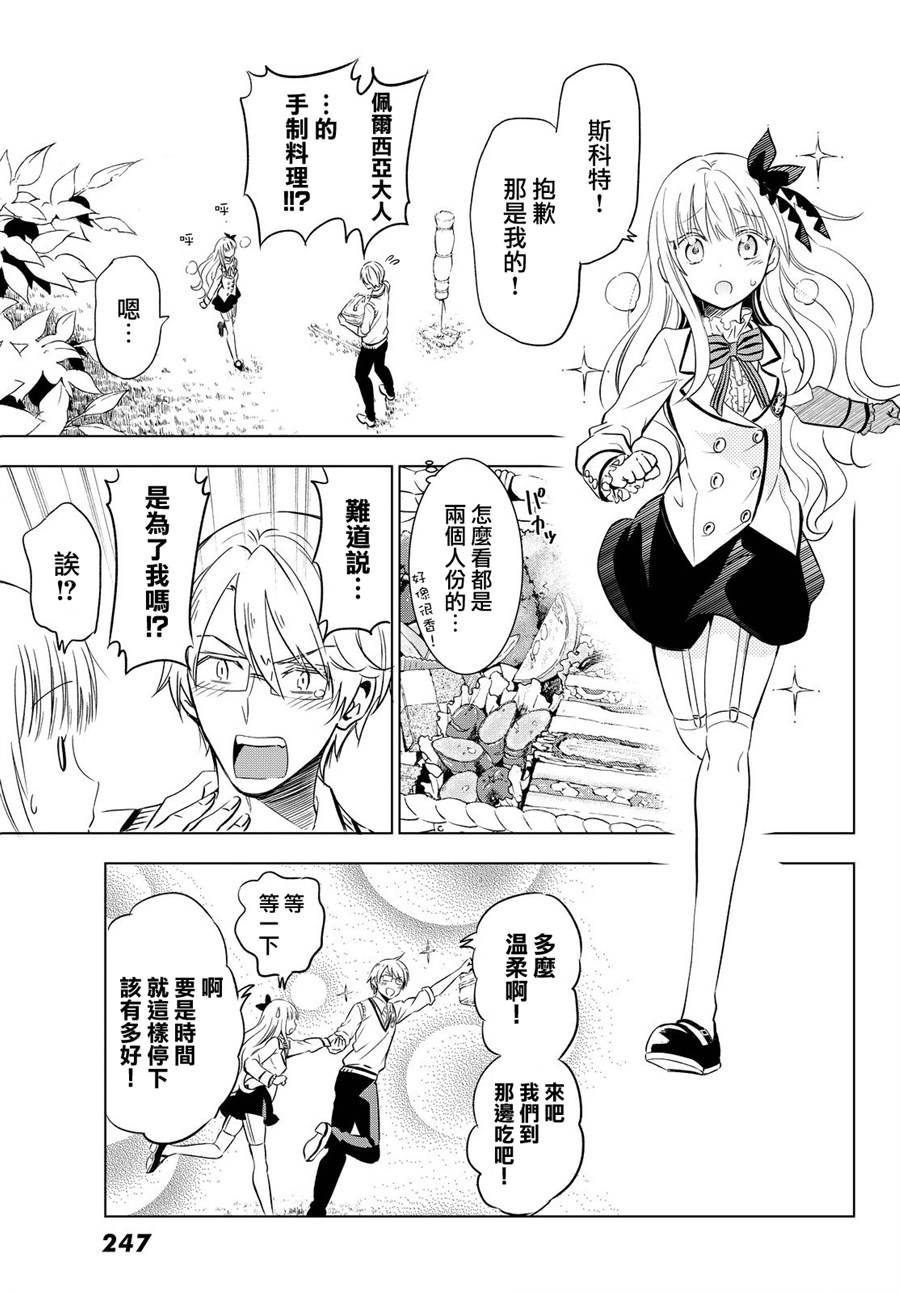 斯科特！
抱歉
那是我的！
佩爾西亞大人
…的
手制料理!!?
呼
呼
嗯…
パカッ
怎麼看都是
兩個人份的…
好像很香！
難道説…
是為了我嗎!?
誒!?
多麼
温柔啊！
來吧
我們到
那邊吃吧！
等
等一下
啊
要是時間
就這樣停下
該有多好！
247